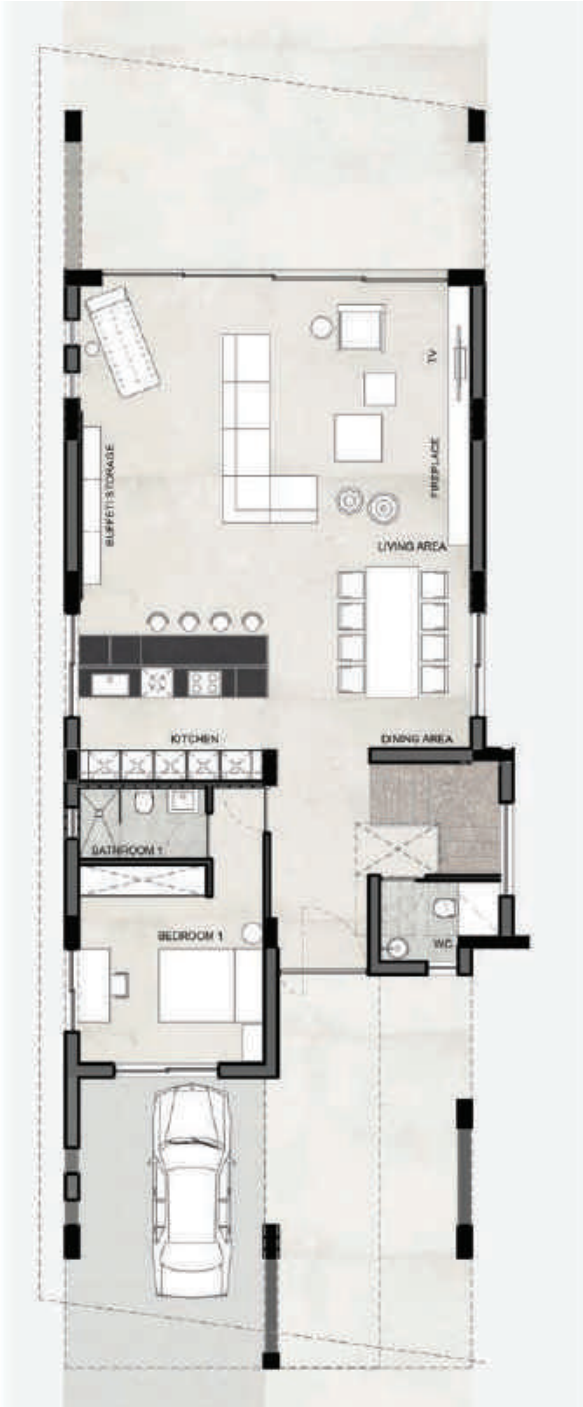 TV
BUFFET/ STORAGE
FIREPLACE
LIVING AREA
KITCHEN
DINING AREA
BATHROOM 1
BEDROOM 1
WC